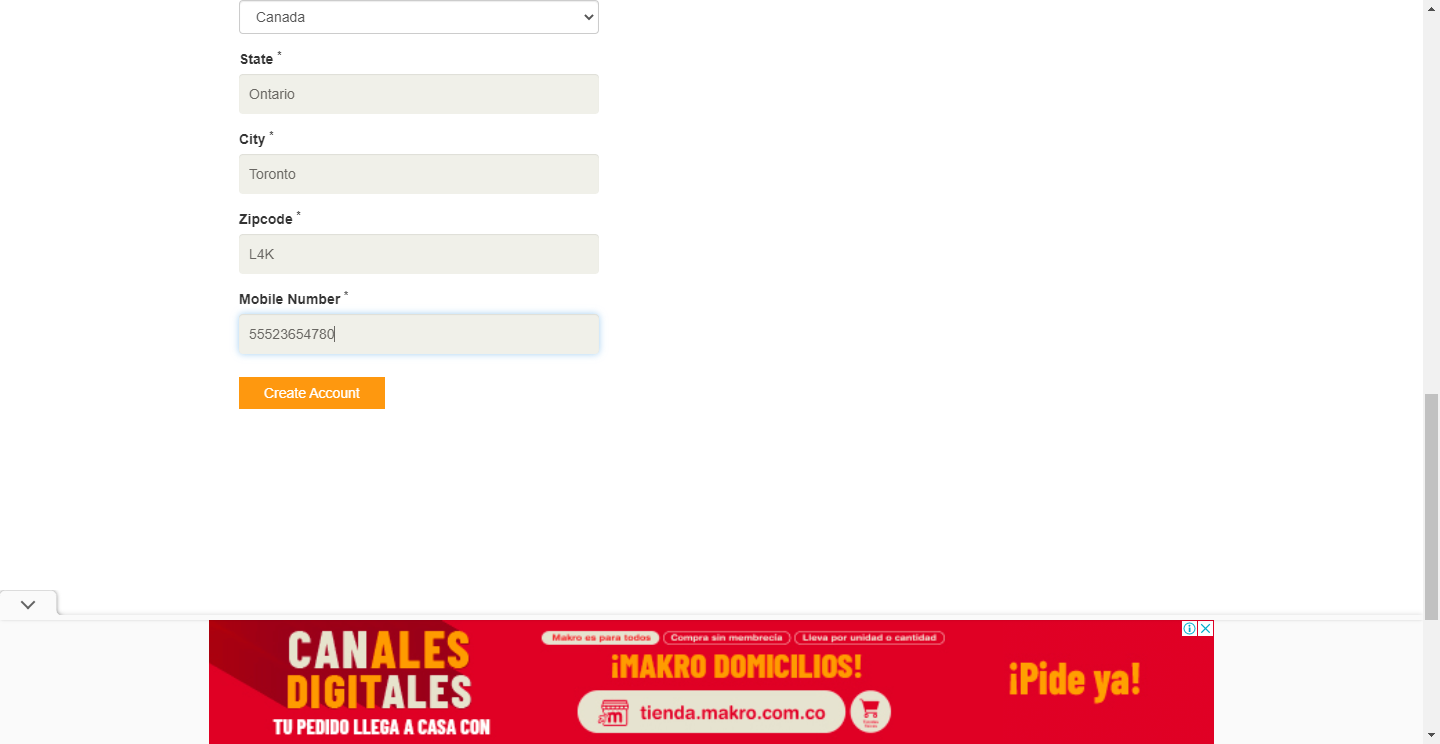 Canada
State *
Ontario
City *
Toronto
Zipcode *
L4K
Mobile Number *
55523654780
Create Account
CANALES
DIGITALES
TU PEDIDO LLEGA A CASA CON
Makro es para todos
Compra sin membrecía
Lleva por unidad o cantidad
¡MAKRO DOMICILIOS!
m
tienda.makro.com.co
¡Pide ya!